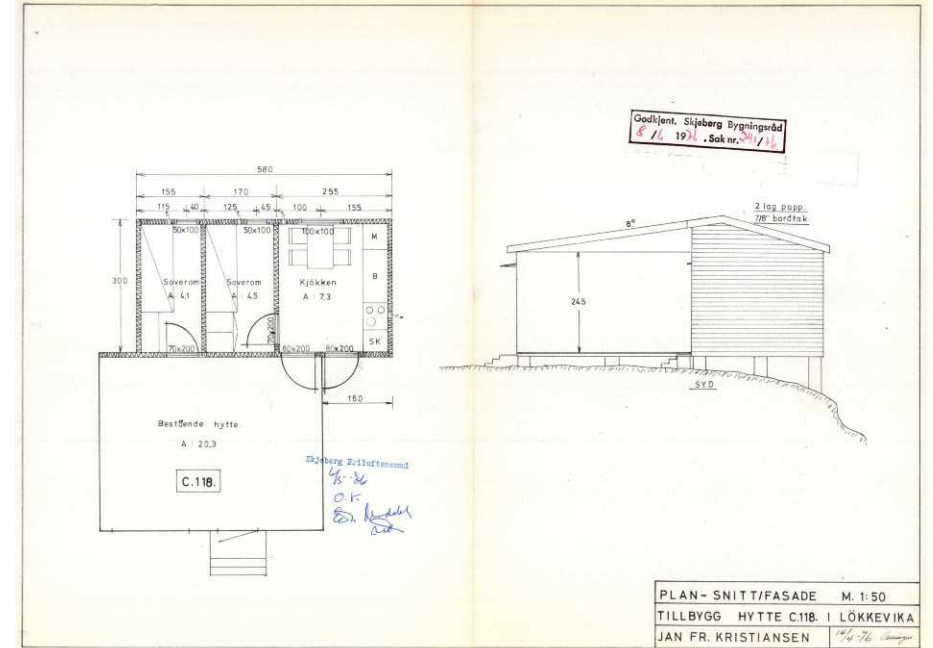 Godkjent. Skjeberg Bygningsråd
8 /6 1976 . Sak nr.
580
155 170 255
115 40 125 45 100 155
50x100 50x100 100x100
M
B
SK
300
Soverom
A : 4,1
Soverom
A : 4,5
Kjökken
A : 7,3
70x200
70x200
80x200 80x200
160
Bestående hytte
A : 20,3
C.118.
Skjeberg Friluftsnemnd
O.K.
2 lag papp.
7/8" bordtak
8°
245
SYD
PLAN- SNITT/FASADE M. 1:50
TILLBYGG HYTTE C.118. I LÖKKEVIKA
JAN FR. KRISTIANSEN 14/4-76